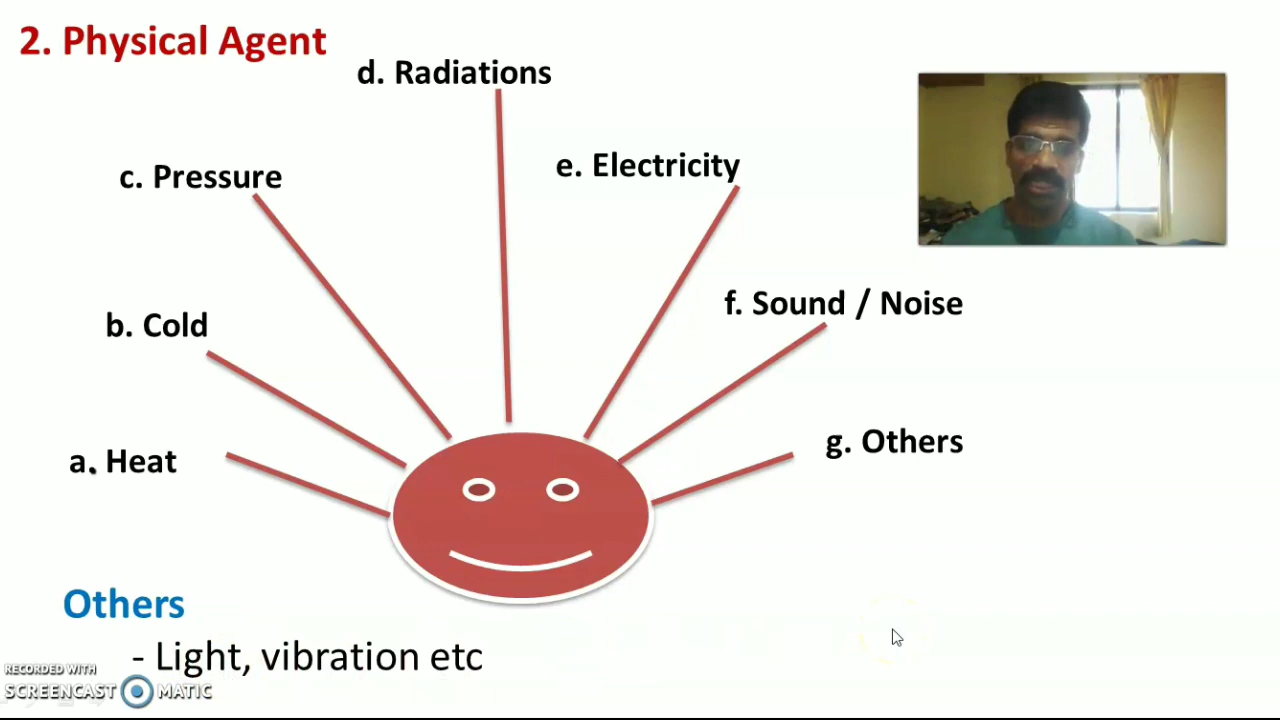 2. Physical Agent
d. Radiations
c. Pressure
e. Electricity
b. Cold
f. Sound / Noise
a. Heat
g. Others
Others
- Light, vibration etc
RECORDED WITH
SCREENCAST MATIC